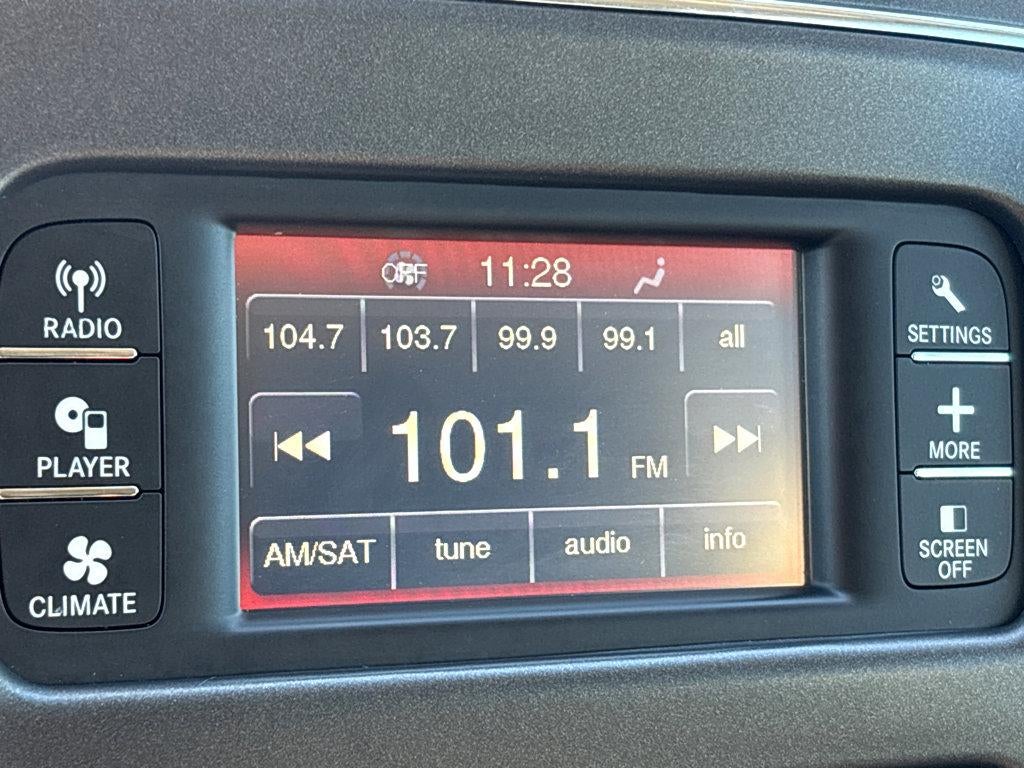 OFF 11:28
104.7 103.7 99.9 99.1 all
101.1 FM
AM/SAT tune audio info
RADIO
PLAYER
CLIMATE
SETTINGS
MORE
SCREEN
OFF